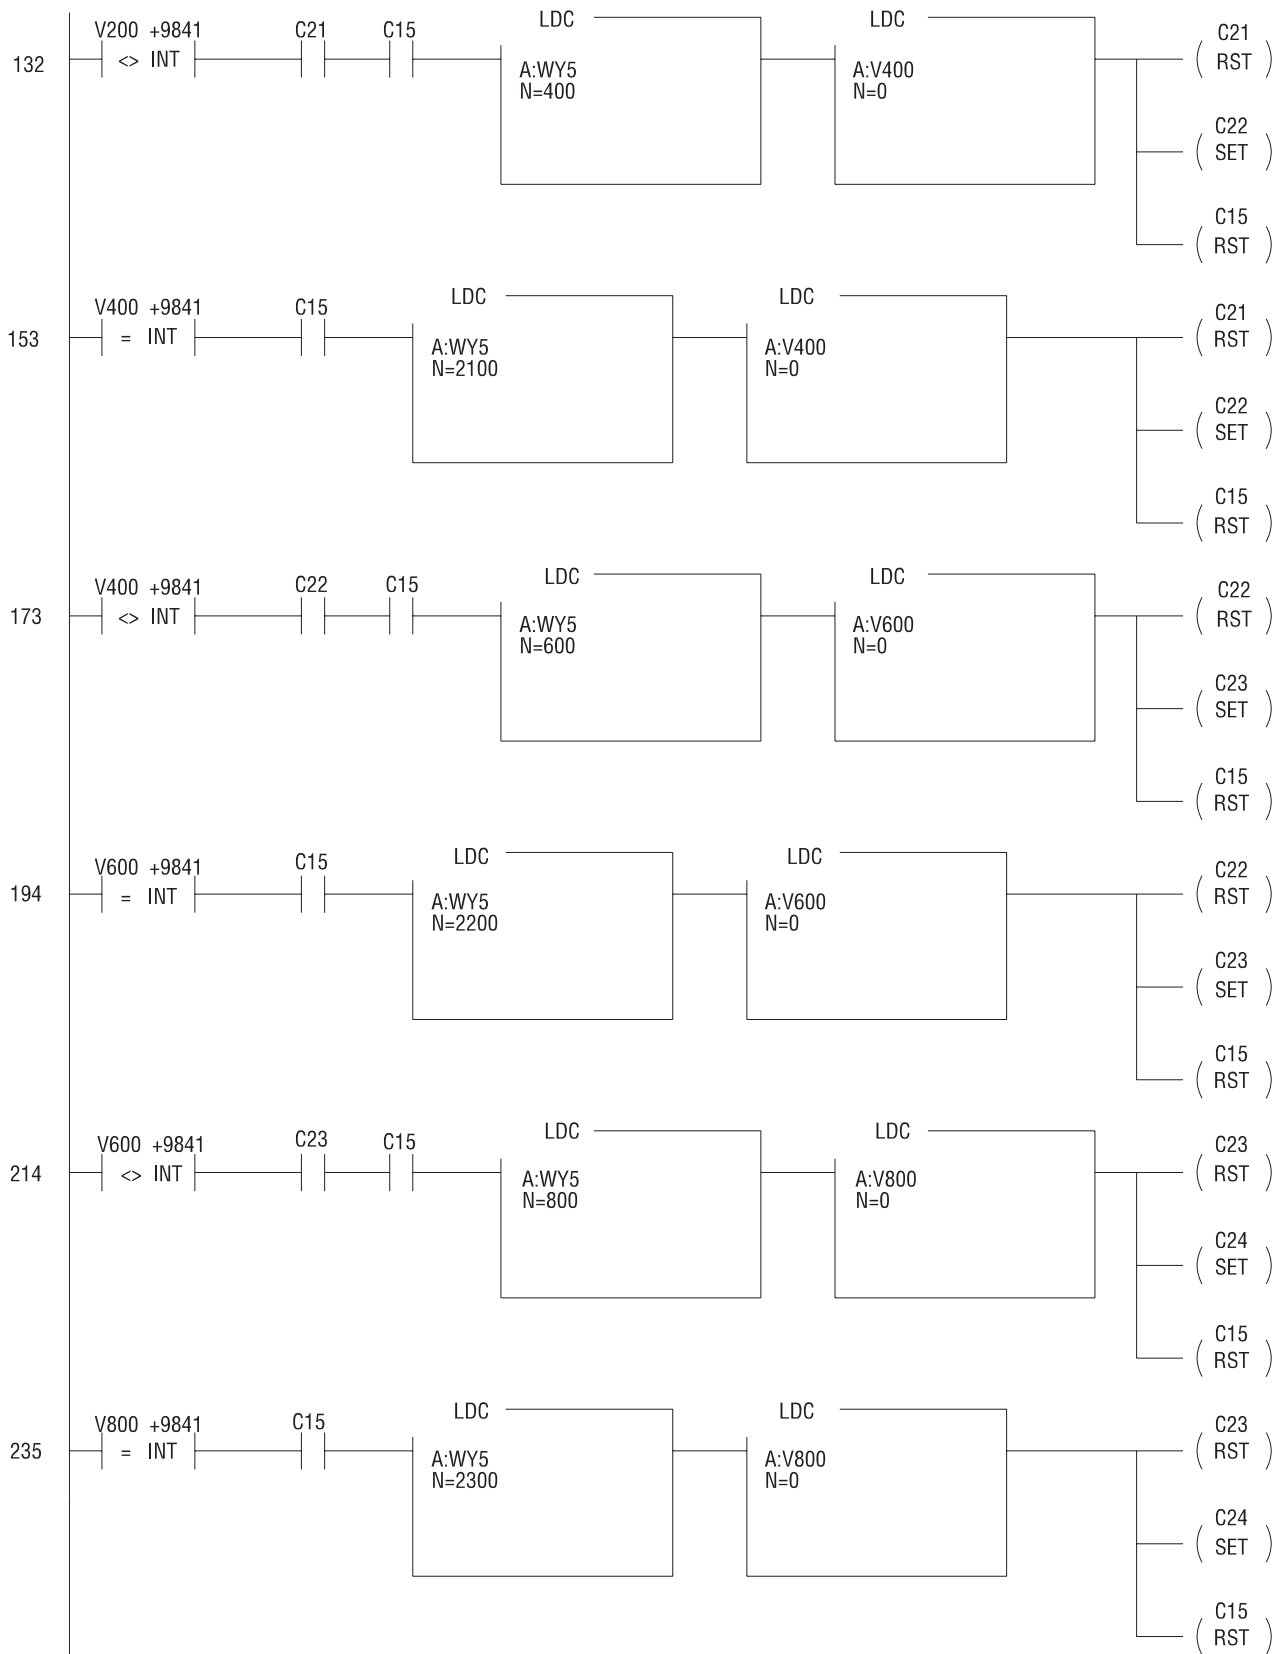 132
V200 +9841
<> INT
C21
C15
LDC
A:WY5
N=400
LDC
A:V400
N=0
C21
RST
C22
SET
C15
RST
153
V400 +9841
= INT
C15
LDC
A:WY5
N=2100
LDC
A:V400
N=0
C21
RST
C22
SET
C15
RST
173
V400 +9841
<> INT
C22
C15
LDC
A:WY5
N=600
LDC
A:V600
N=0
C22
RST
C23
SET
C15
RST
194
V600 +9841
= INT
C15
LDC
A:WY5
N=2200
LDC
A:V600
N=0
C22
RST
C23
SET
C15
RST
214
V600 +9841
<> INT
C23
C15
LDC
A:WY5
N=800
LDC
A:V800
N=0
C23
RST
C24
SET
C15
RST
235
V800 +9841
= INT
C15
LDC
A:WY5
N=2300
LDC
A:V800
N=0
C23
RST
C24
SET
C15
RST